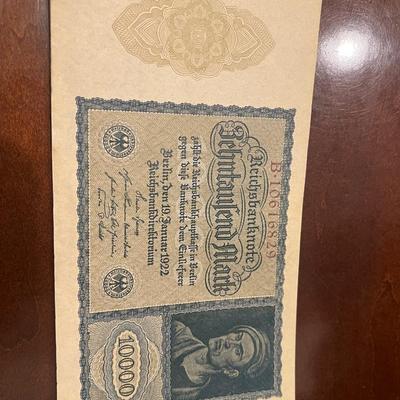 B·10616829
Reichsbanknote
Zehntausend Mark
zahlt die Reichsbankhauptkasse in Berlin
gegen diese Banknote dem Einlieferer
Berlin, den 19. Januar 1922
Reichsbankdirektorium
10000